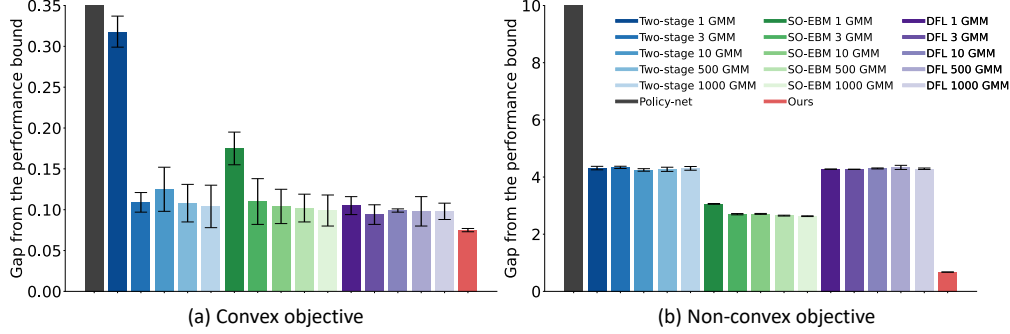 Gap from the performance bound
0.35
0.30
0.25
0.20
0.15
0.10
0.05
0.00
(a) Convex objective
Gap from the performance bound
10
8
6
4
2
0
Two-stage 1 GMM
Two-stage 3 GMM
Two-stage 10 GMM
Two-stage 500 GMM
Two-stage 1000 GMM
Policy-net
SO-EBM 1 GMM
SO-EBM 3 GMM
SO-EBM 10 GMM
SO-EBM 500 GMM
SO-EBM 1000 GMM
Ours
DFL 1 GMM
DFL 3 GMM
DFL 10 GMM
DFL 500 GMM
DFL 1000 GMM
(b) Non-convex objective